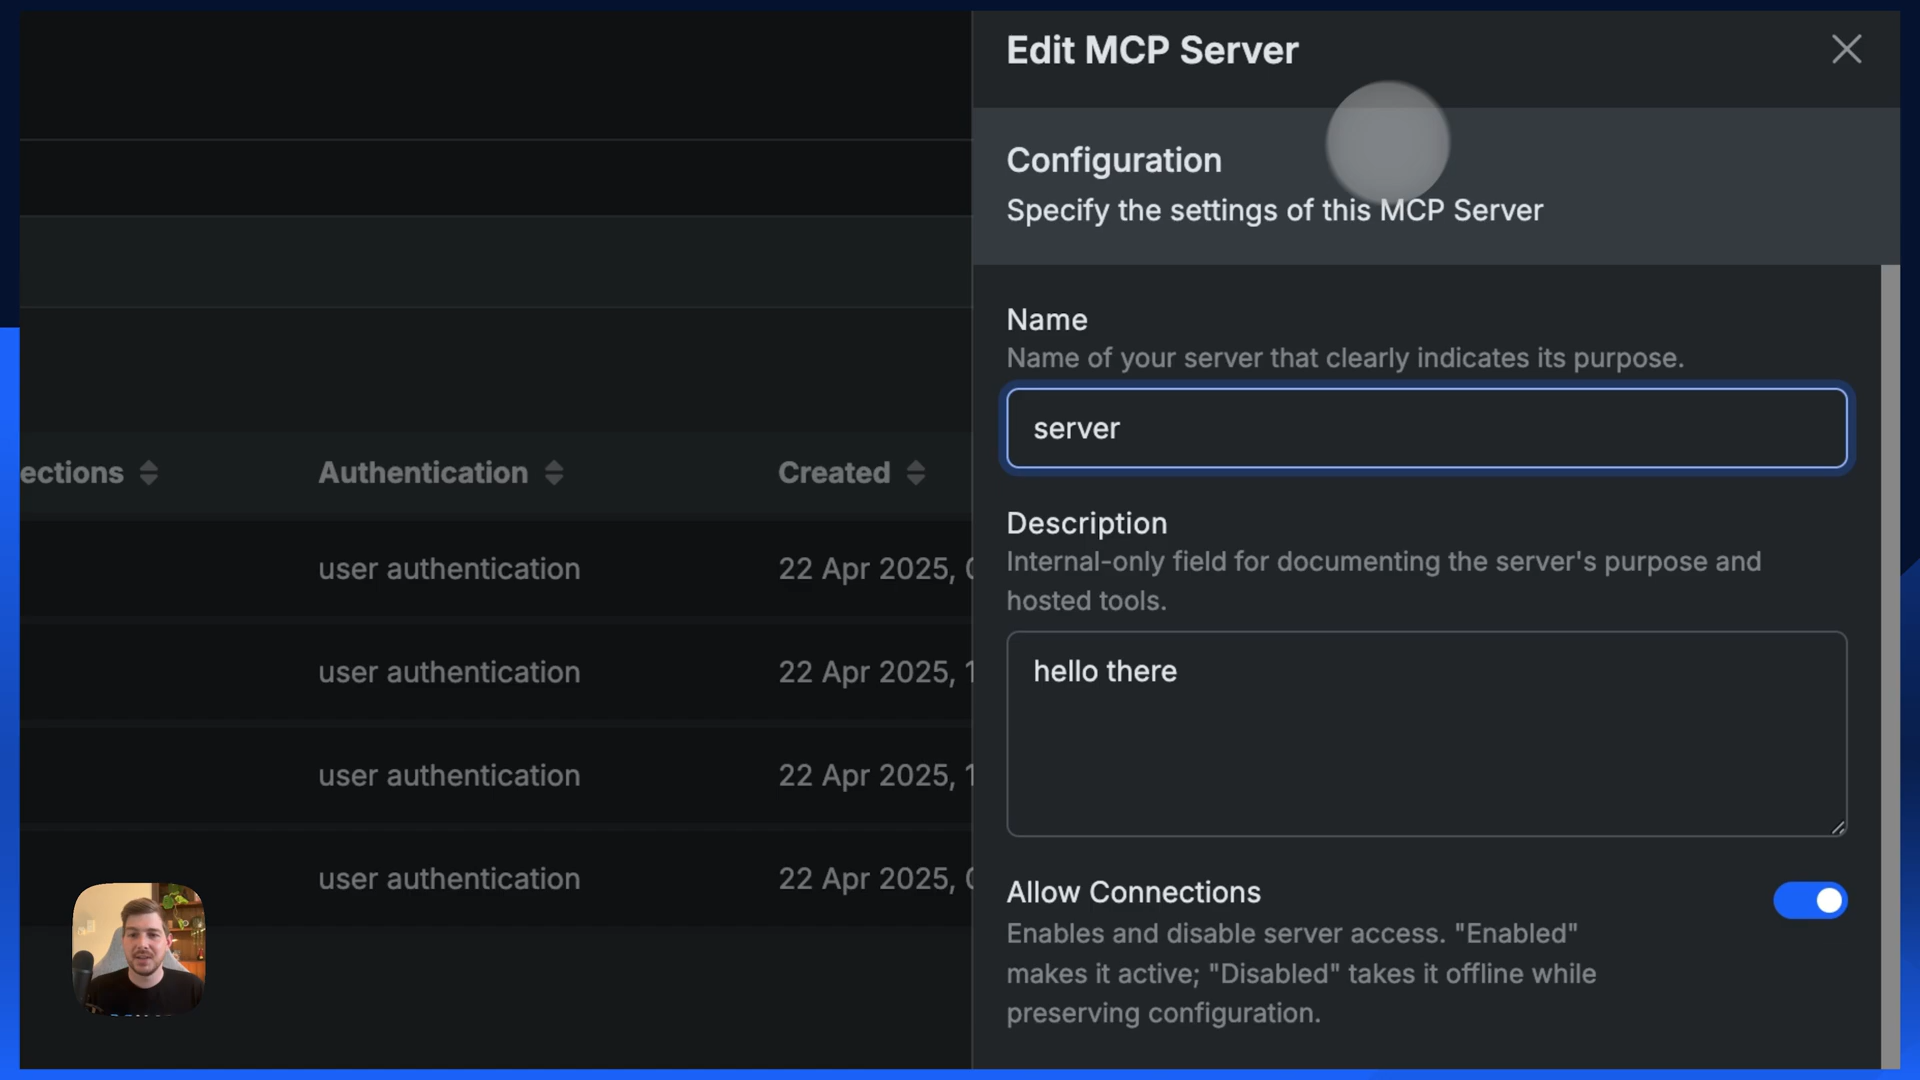 Edit MCP Server
Configuration
Specify the settings of this MCP Server
Name
Name of your server that clearly indicates its purpose.
server
Description
Internal-only field for documenting the server's purpose and
hosted tools.
hello there
Allow Connections
Enables and disable server access. "Enabled"
makes it active; "Disabled" takes it offline while
preserving configuration.
ections Authentication Created
user authentication 22 Apr 2025,
user authentication 22 Apr 2025, 1
user authentication 22 Apr 2025, 1
user authentication 22 Apr 2025,